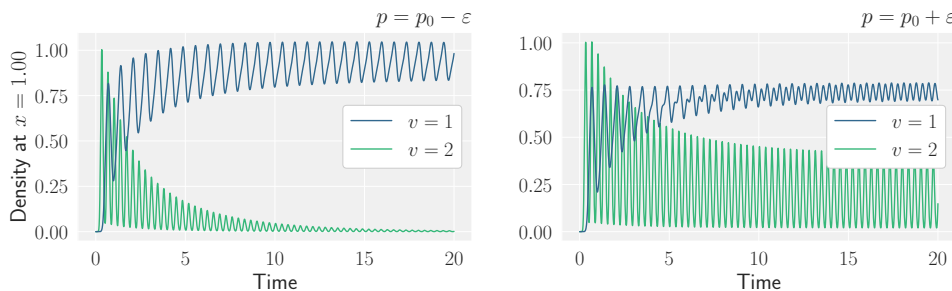 p = p₀ − ε
Density at x = 1.00
1.00
0.75
0.50
0.25
0.00
v = 1
v = 2
0
5
10
15
20
Time
p = p₀ + ε
1.00
0.75
0.50
0.25
0.00
v = 1
v = 2
0
5
10
15
20
Time